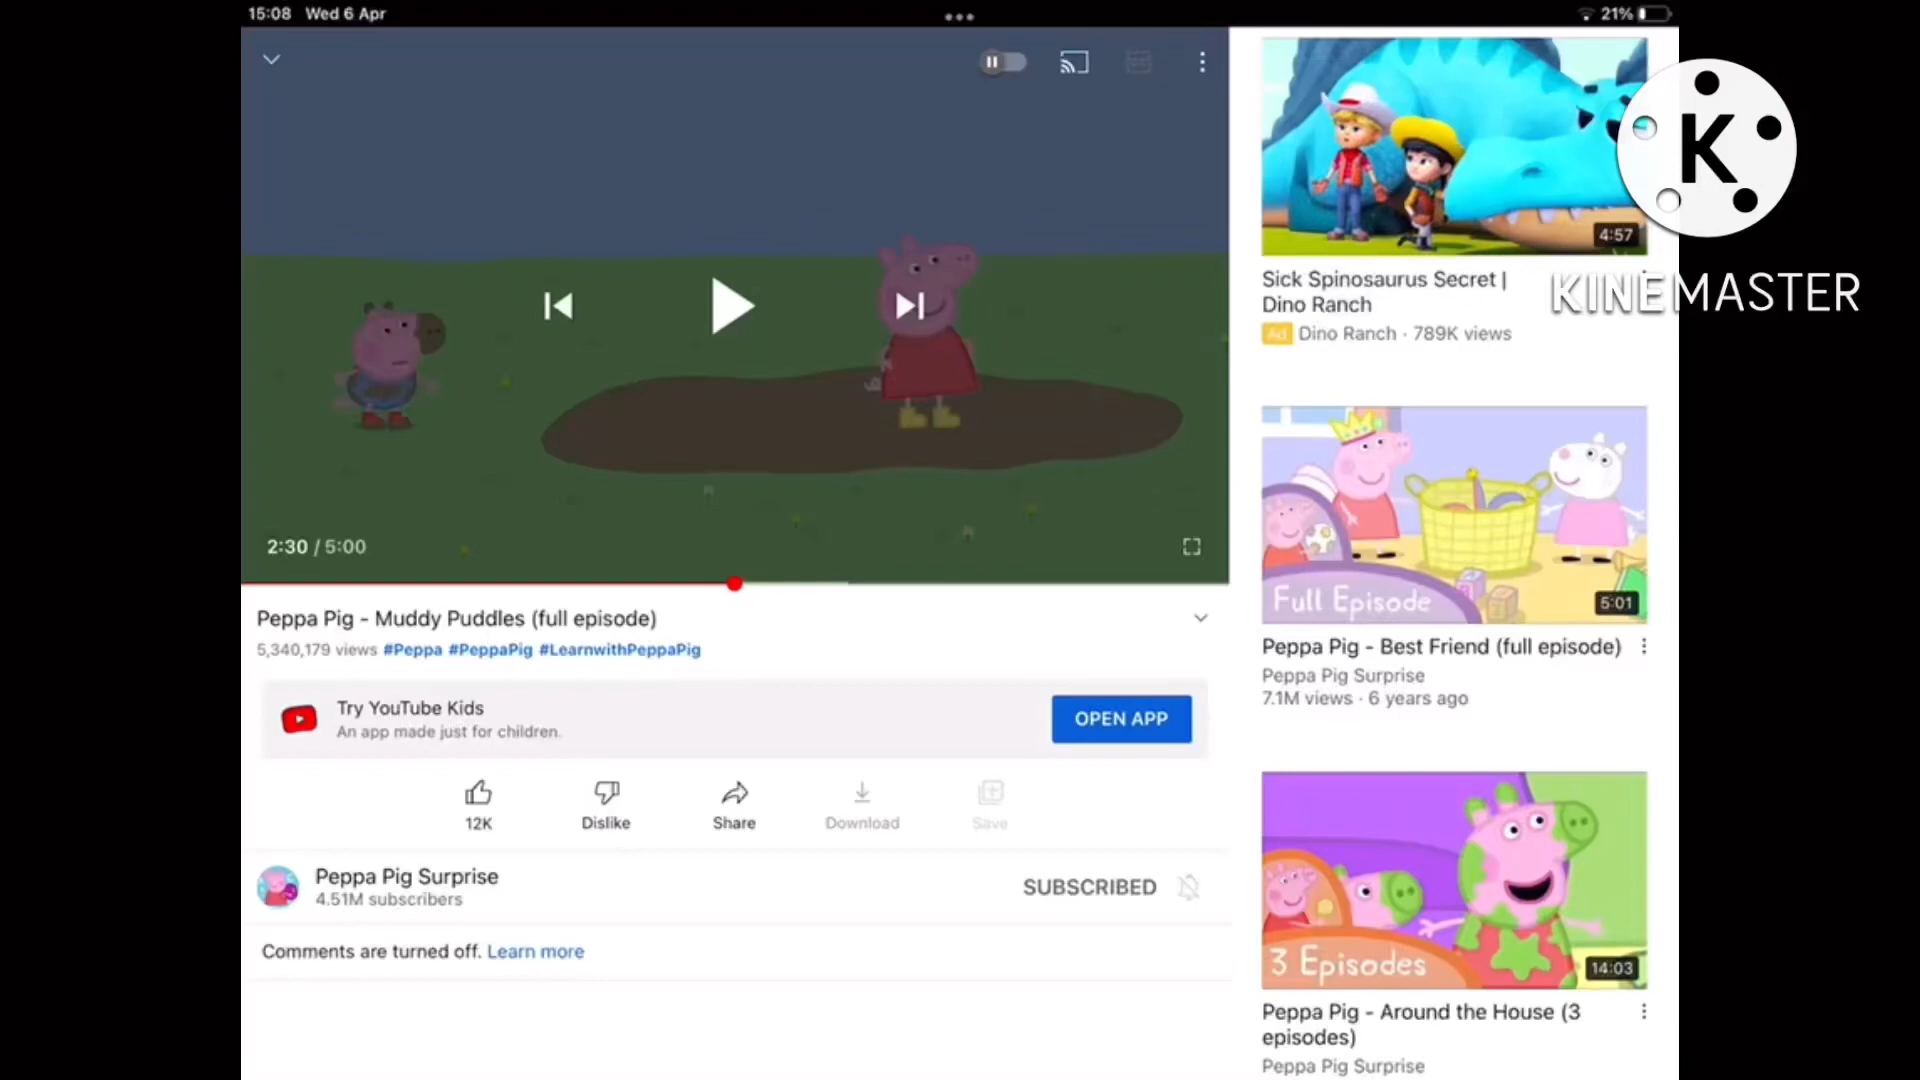 15:08 Wed 6 Apr
21%
2:30 / 5:00
Peppa Pig - Muddy Puddles (full episode)
5,340,179 views #Peppa #PeppaPig #LearnwithPeppaPig
Try YouTube Kids
An app made just for children.
OPEN APP
12K
Dislike
Share
Download
Save
Peppa Pig Surprise
4.51M subscribers
SUBSCRIBED
Comments are turned off. Learn more
4:57
Sick Spinosaurus Secret |
Dino Ranch
Ad Dino Ranch · 789K views
K
KINEMASTER
Full Episode
5:01
Peppa Pig - Best Friend (full episode)
Peppa Pig Surprise
7.1M views · 6 years ago
3 Episodes
14:03
Peppa Pig - Around the House (3
episodes)
Peppa Pig Surprise